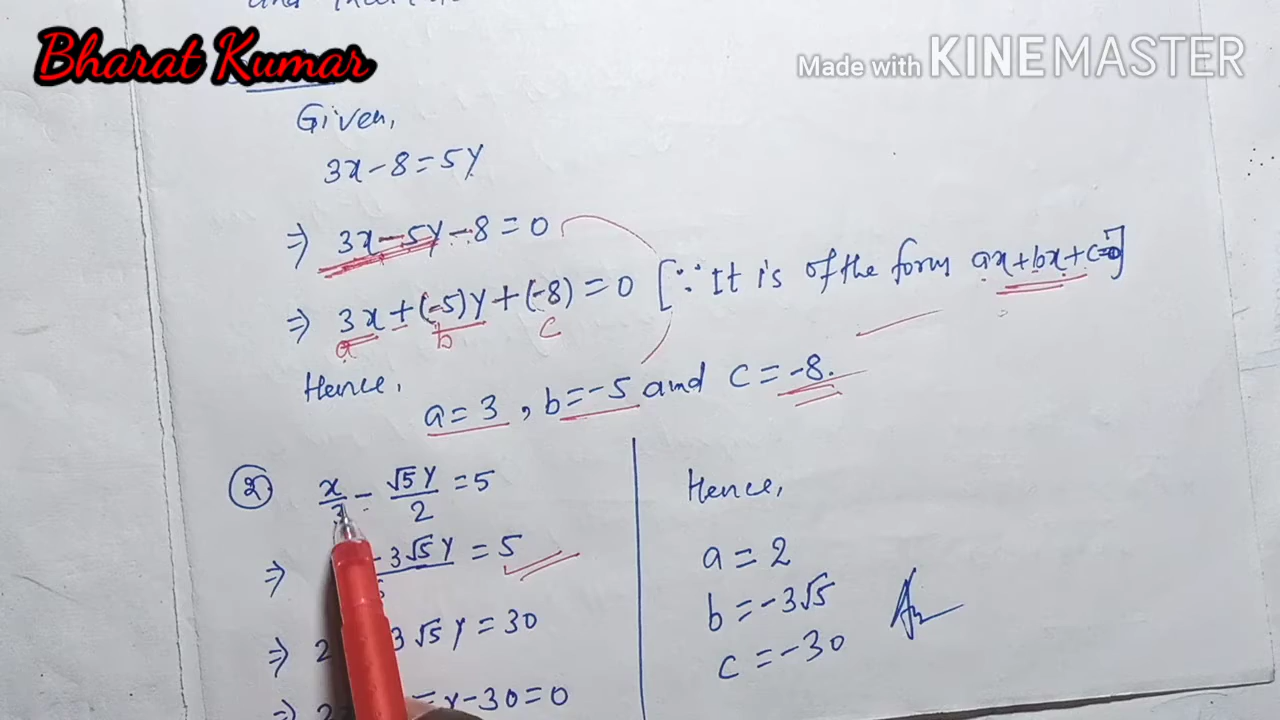 Bharat Kumar
Made with KINEMASTER
Given,
3x-8=5Y
⇒ 3x-5Y-8=0
⇒ 3x+(-5)Y+(-8)=0 [∵ It is of the form ax+bx+c=0]
a b c
Hence,
a=3, b=-5 and c=-8.
② x/3 - √5Y/2 =5
⇒ -3√5Y =5
⇒ 2 3√5Y=30
⇒ 2 Y-30=0
Hence,
a=2
b=-3√5
c=-30